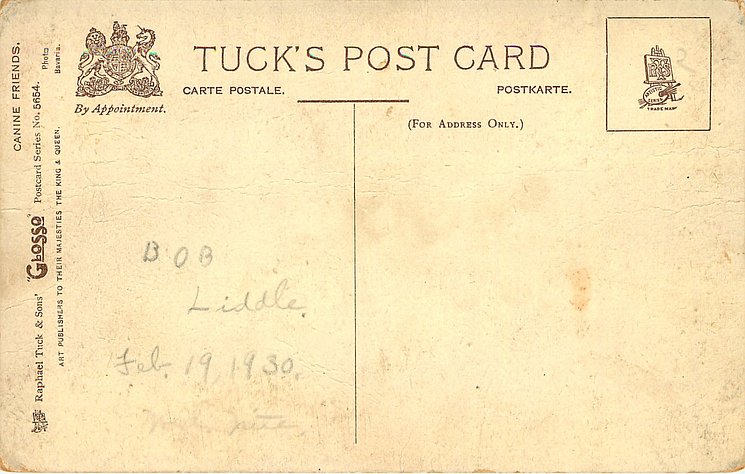 TUCK'S POST CARD
CARTE POSTALE.
POSTKARTE.
By Appointment.
(For Address Only.)
ARTISTIC SERIES
TRADE MARK
CANINE FRIENDS.
Raphael Tuck & Sons' "Glosso" Postcard Series No. 5654.
Photo
Bavaria.
ART PUBLISHERS TO THEIR MAJESTIES THE KING & QUEEN.
BOB
Liddle.
Feb. 19, 1930.